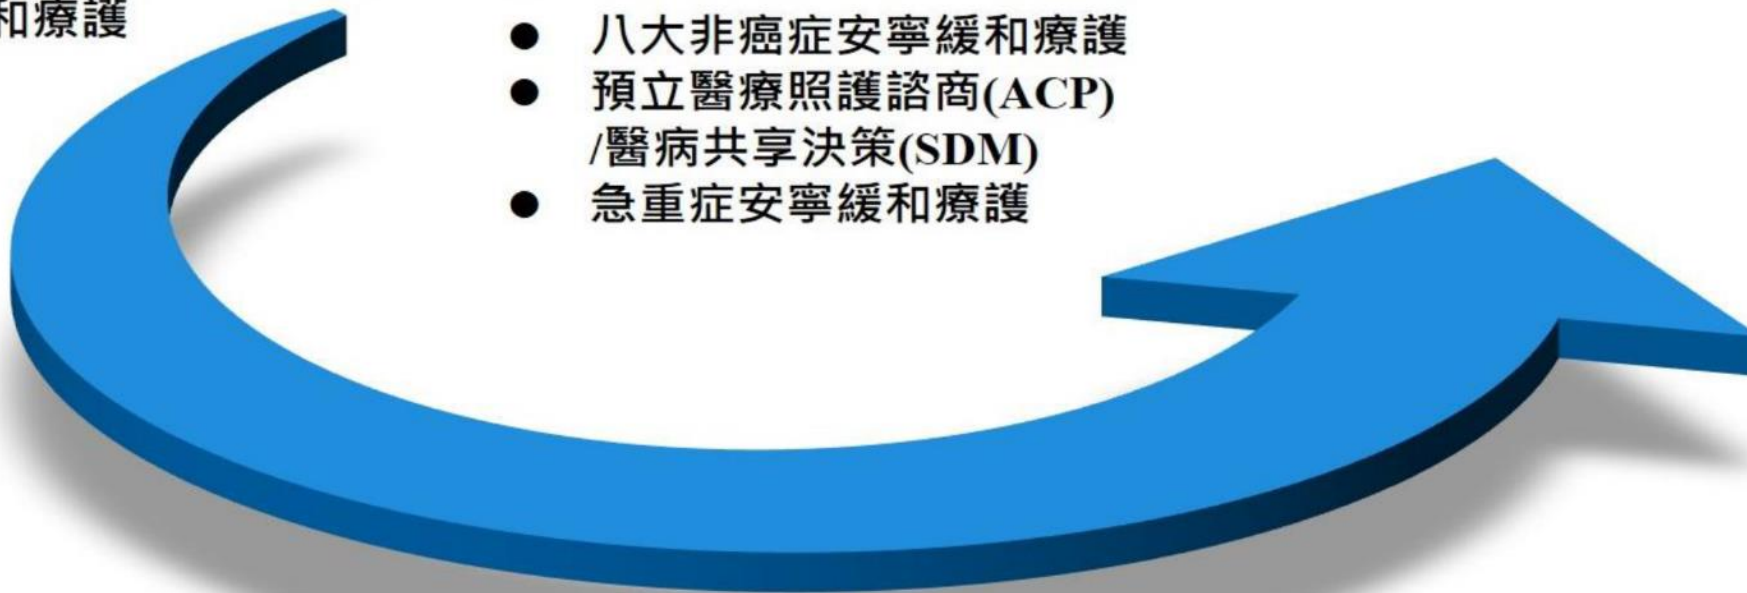 和療護
● 八大非癌症安寧緩和療護
● 預立醫療照護諮商(ACP)
/醫病共享決策(SDM)
● 急重症安寧緩和療護